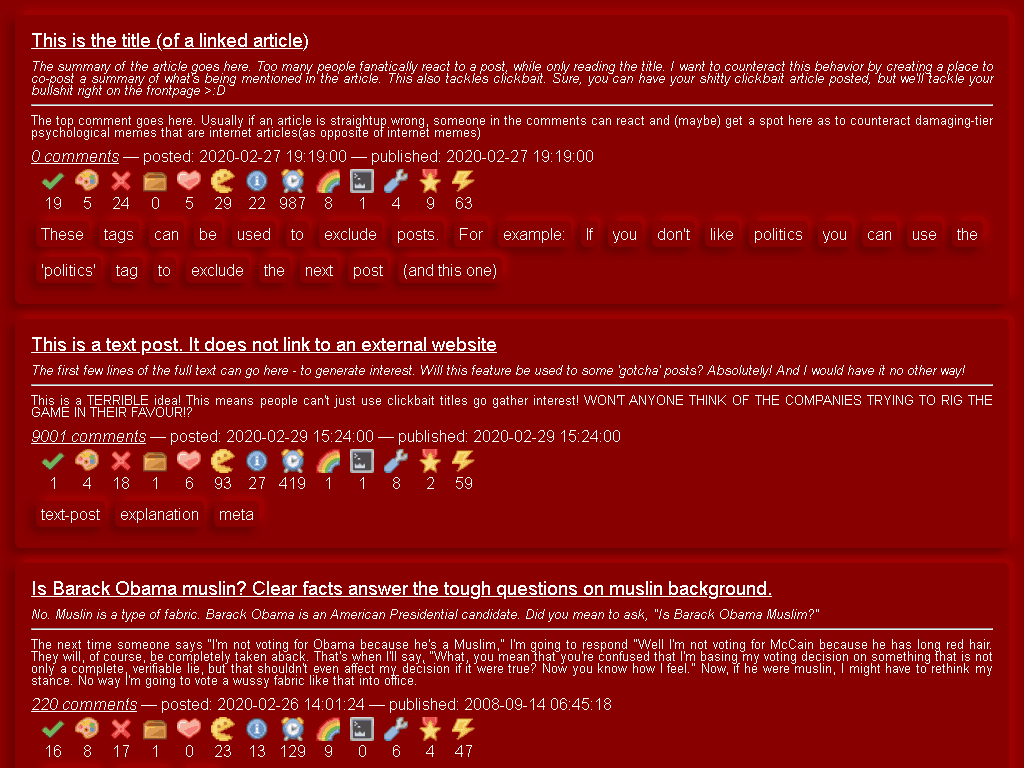 This is the title (of a linked article)
The summary of the article goes here. Too many people fanatically react to a post, while only reading the title. I want to counteract this behavior by creating a place to
co-post a summary of what's being mentioned in the article. This also tackles clickbait. Sure, you can have your shitty clickbait article posted, but we'll tackle your
bullshit right on the frontpage >:D
The top comment goes here. Usually if an article is straightup wrong, someone in the comments can react and (maybe) get a spot here as to counteract damaging-tier
psychological memes that are internet articles(as opposite of internet memes)
0 comments — posted: 2020-02-27 19:19:00 — published: 2020-02-27 19:19:00
19 5 24 0 5 29 22 987 8 1 4 9 63
These tags can be used to exclude posts. For example: If you don't like politics you can use the
'politics' tag to exclude the next post (and this one)
This is a text post. It does not link to an external website
The first few lines of the full text can go here - to generate interest. Will this feature be used to some 'gotcha' posts? Absolutely! And I would have it no other way!
This is a TERRIBLE idea! This means people can't just use clickbait titles go gather interest! WON'T ANYONE THINK OF THE COMPANIES TRYING TO RIG THE
GAME IN THEIR FAVOUR!?
9001 comments — posted: 2020-02-29 15:24:00 — published: 2020-02-29 15:24:00
1 4 18 1 6 93 27 419 1 1 8 2 59
text-post explanation meta
Is Barack Obama muslin? Clear facts answer the tough questions on muslin background.
No. Muslin is a type of fabric. Barack Obama is an American Presidential candidate. Did you mean to ask, "Is Barack Obama Muslim?"
The next time someone says "I'm not voting for Obama because he's a Muslim," I'm going to respond "Well I'm not voting for McCain because he has long red hair.
They will, of course, be completely taken aback. That's when I'll say, "What, you mean that you're confused that I'm basing my voting decision on something that is not
only a complete, verifiable lie, but that shouldn't even affect my decision if it were true? Now you know how I feel." Now, if he were muslin, I might have to rethink my
stance. No way I'm going to vote a wussy fabric like that into office.
220 comments — posted: 2020-02-26 14:01:24 — published: 2008-09-14 06:45:18
16 8 17 1 0 23 13 129 9 0 6 4 47